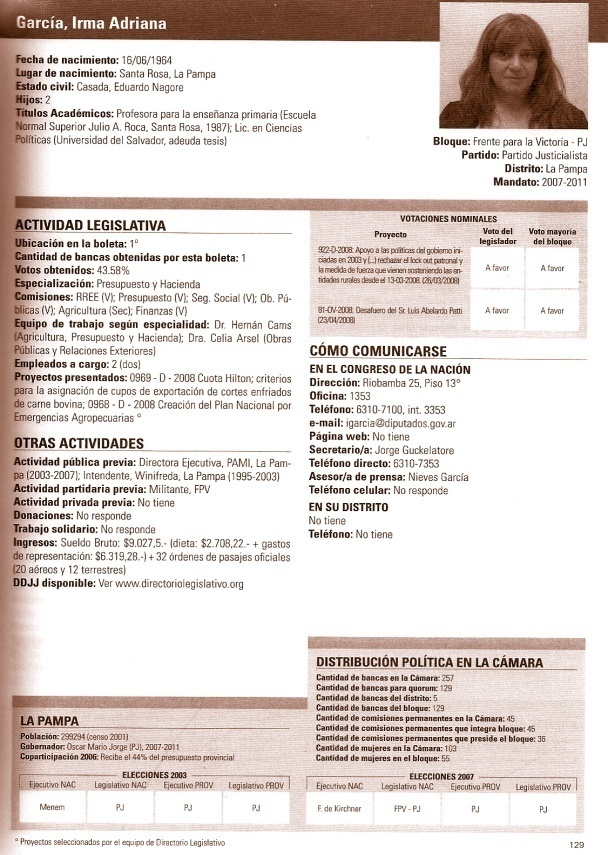 García, Irma Adriana
Fecha de nacimiento: 16/06/1964
Lugar de nacimiento: Santa Rosa, La Pampa
Estado civil: Casada, Eduardo Nagore
Hijos: 2
Títulos Académicos: Profesora para la enseñanza primaria (Escuela
Normal Superior Julio A. Roca, Santa Rosa, 1987); Lic. en Ciencias
Políticas (Universidad del Salvador, adeuda tesis)
Bloque: Frente para la Victoria - PJ
Partido: Partido Justicialista
Distrito: La Pampa
Mandato: 2007-2011
ACTIVIDAD LEGISLATIVA
Ubicación en la boleta: 1°
Cantidad de bancas obtenidas por esta boleta: 1
Votos obtenidos: 43.58%
Especialización: Presupuesto y Hacienda
Comisiones: RREE (V); Presupuesto (V); Seg. Social (V); Ob. Pú-
blicas (V); Agricultura (Sec); Finanzas (V)
Equipo de trabajo según especialidad: Dr. Hernán Cams
(Agricultura, Presupuesto y Hacienda); Dra. Celia Arsel (Obras
Públicas y Relaciones Exteriores)
Empleados a cargo: 2 (dos)
Proyectos presentados: 0969 - D - 2008 Cuota Hilton; criterios
para la asignación de cupos de exportación de cortes enfriados
de carne bovina; 0968 - D - 2008 Creación del Plan Nacional por
Emergencias Agropecuarias °
OTRAS ACTIVIDADES
Actividad pública previa: Directora Ejecutiva, PAMI, La Pam-
pa (2003-2007); Intendente, Winifreda, La Pampa (1995-2003)
Actividad partidaria previa: Militante, FPV
Actividad privada previa: No tiene
Donaciones: No responde
Trabajo solidario: No responde
Ingresos: Sueldo Bruto: $9.027,5.- (dieta: $2.708,22.- + gastos
de representación: $6.319,28.-) + 32 órdenes de pasajes oficiales
(20 aéreos y 12 terrestres)
DDJJ disponible: Ver www.directoriolegislativo.org
VOTACIONES NOMINALES
Proyecto
Voto del
legislador
Voto mayoría
del bloque
922-D-2008: Apoyo a las políticas del gobierno ini-
ciadas en 2003 y (...) rechazar el lock out patronal y
la medida de fuerza que vienen sosteniendo las en-
tidades rurales desde el 13-03-2008. (26/03/2008)
A favor
A favor
81-OV-2008: Desafuero del Sr. Luis Abelardo Patti
(23/04/2008)
A favor
A favor
CÓMO COMUNICARSE
EN EL CONGRESO DE LA NACIÓN
Dirección: Riobamba 25, Piso 13°
Oficina: 1353
Teléfono: 6310-7100, int. 3353
e-mail: igarcia@diputados.gov.ar
Página web: No tiene
Secretario/a: Jorge Guckelatore
Teléfono directo: 6310-7353
Asesor/a de prensa: Nieves García
Teléfono celular: No responde
EN SU DISTRITO
No tiene
Teléfono: No tiene
DISTRIBUCIÓN POLÍTICA EN LA CÁMARA
Cantidad de bancas en la Cámara: 257
Cantidad de bancas para quorum: 129
Cantidad de bancas del distrito: 5
Cantidad de bancas del bloque: 129
Cantidad de comisiones permanentes en la Cámara: 45
Cantidad de comisiones permanentes que integra bloque: 45
Cantidad de comisiones permanentes que preside el bloque: 36
Cantidad de mujeres en la Cámara: 103
Cantidad de mujeres en el bloque: 55
LA PAMPA
Población: 299294 (censo 2001)
Gobernador: Oscar Mario Jorge (PJ), 2007-2011
Coparticipación 2006: Recibe el 44% del presupuesto provincial
ELECCIONES 2003
Ejecutivo NAC Legislativo NAC Ejecutivo PROV Legislativo PROV
Menem PJ PJ PJ
ELECCIONES 2007
Ejecutivo NAC Legislativo NAC Ejecutivo PROV Legislativo PROV
F. de Kirchner FPV - PJ PJ PJ
° Proyectos seleccionados por el equipo de Directorio Legislativo
129